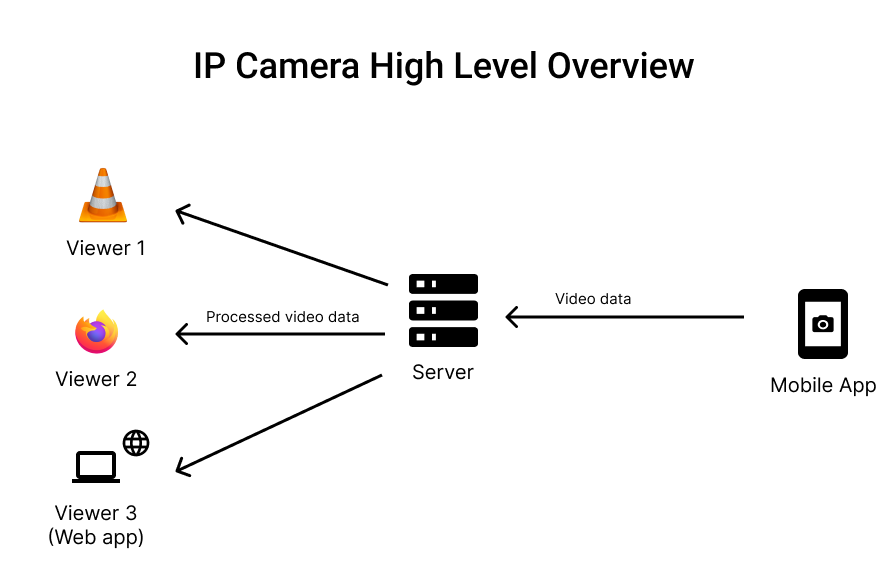 IP Camera High Level Overview
Viewer 1
Processed video data
Viewer 2
Viewer 3
(Web app)
Server
Video data
Mobile App